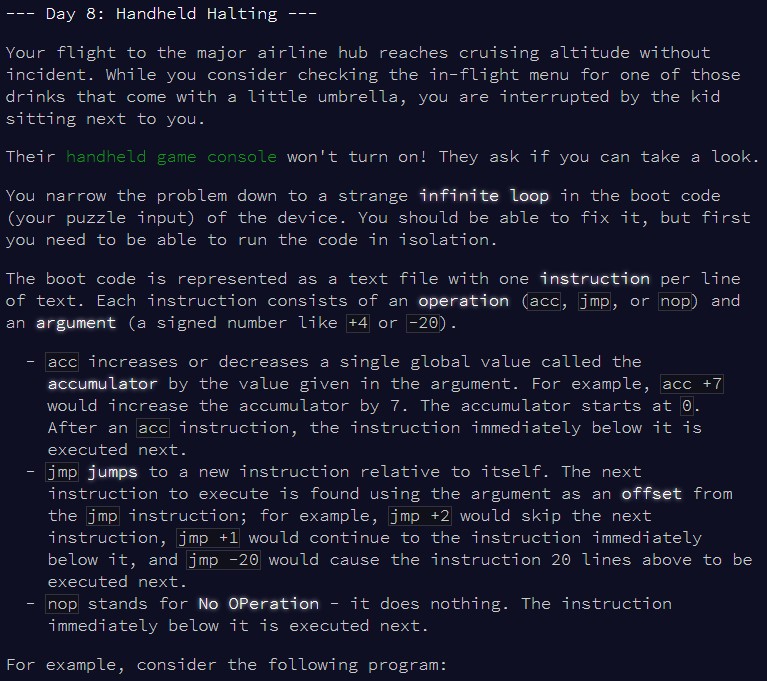 --- Day 8: Handheld Halting ---
Your flight to the major airline hub reaches cruising altitude without
incident. While you consider checking the in-flight menu for one of those
drinks that come with a little umbrella, you are interrupted by the kid
sitting next to you.
Their handheld game console won't turn on! They ask if you can take a look.
You narrow the problem down to a strange infinite loop in the boot code
(your puzzle input) of the device. You should be able to fix it, but first
you need to be able to run the code in isolation.
The boot code is represented as a text file with one instruction per line
of text. Each instruction consists of an operation (acc, jmp, or nop) and
an argument (a signed number like +4 or -20).
- acc increases or decreases a single global value called the
accumulator by the value given in the argument. For example, acc +7
would increase the accumulator by 7. The accumulator starts at 0.
After an acc instruction, the instruction immediately below it is
executed next.
- jmp jumps to a new instruction relative to itself. The next
instruction to execute is found using the argument as an offset from
the jmp instruction; for example, jmp +2 would skip the next
instruction, jmp +1 would continue to the instruction immediately
below it, and jmp -20 would cause the instruction 20 lines above to be
executed next.
- nop stands for No OPeration - it does nothing. The instruction
immediately below it is executed next.
For example, consider the following program: